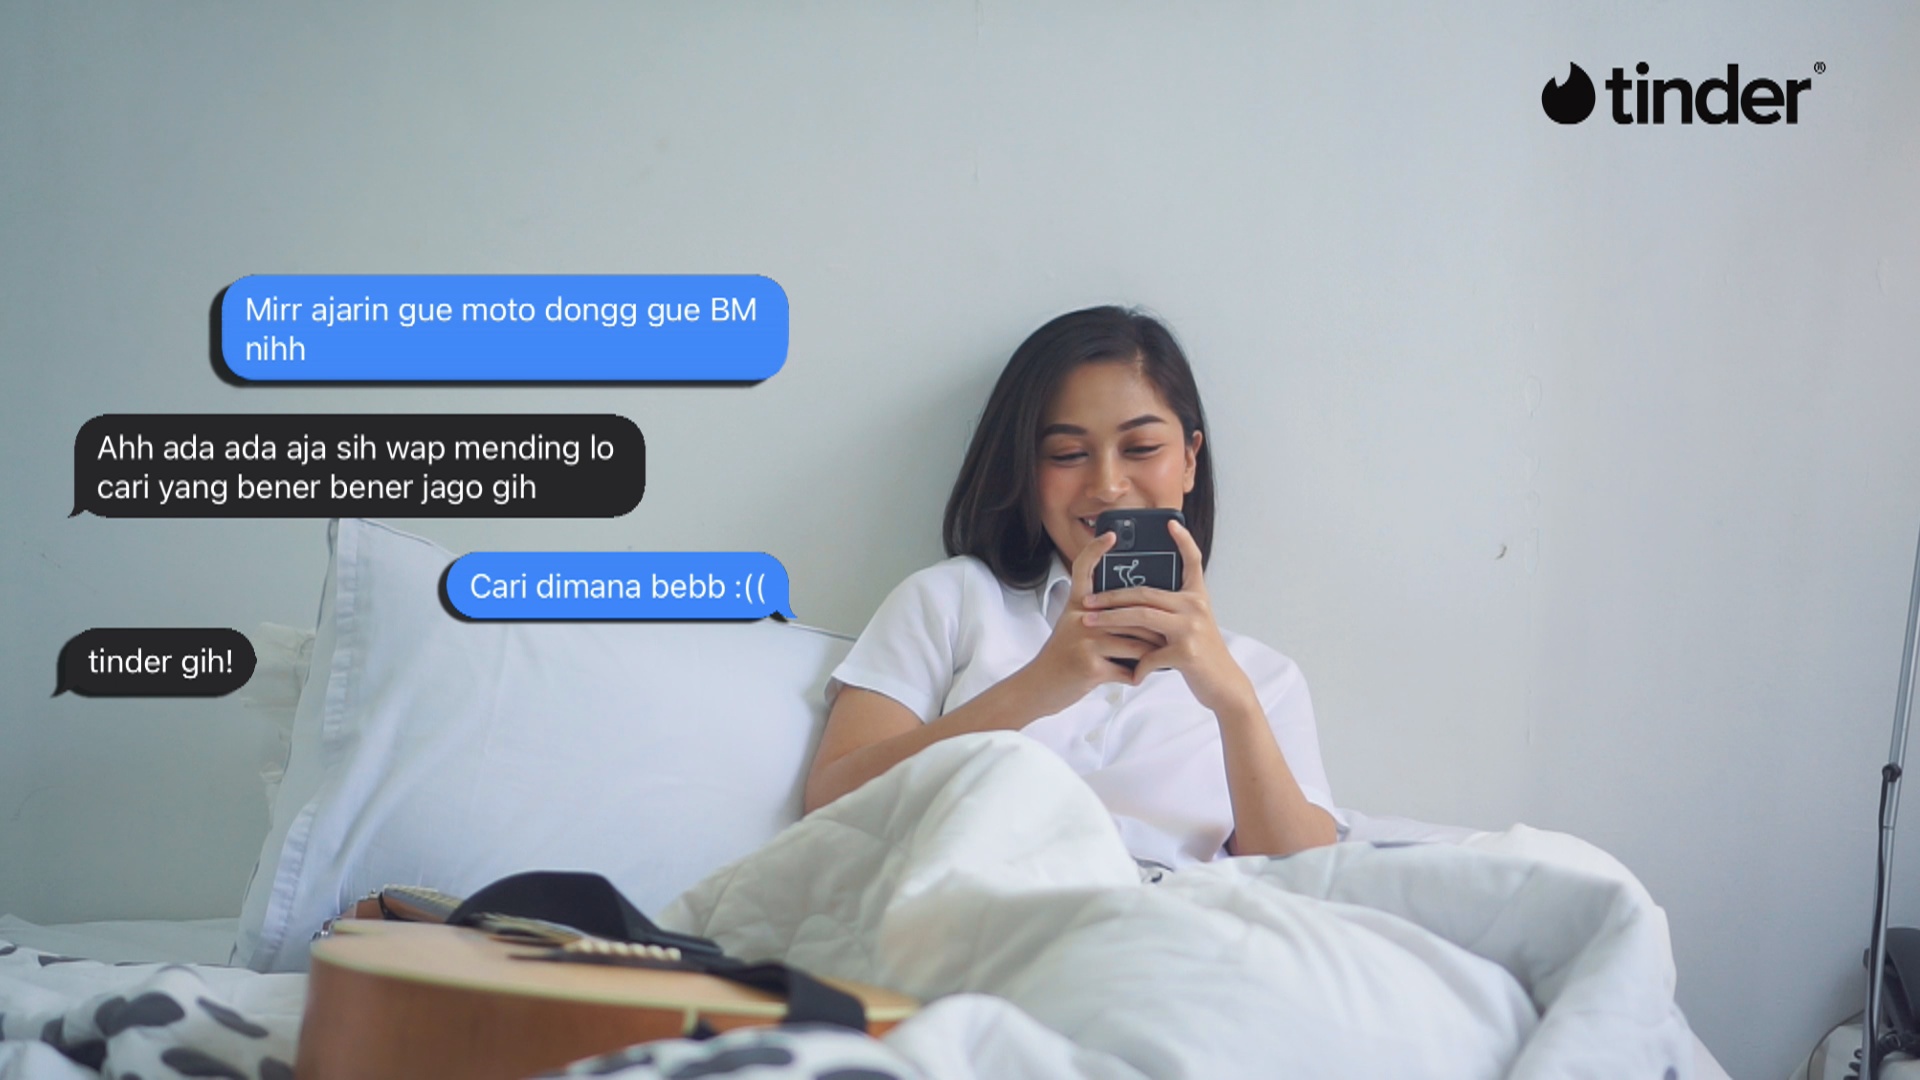 tinder®
Mirr ajarin gue moto dongg gue BM
nihh
Ahh ada ada aja sih wap mending lo
cari yang bener bener jago gih
Cari dimana bebb :((
tinder gih!